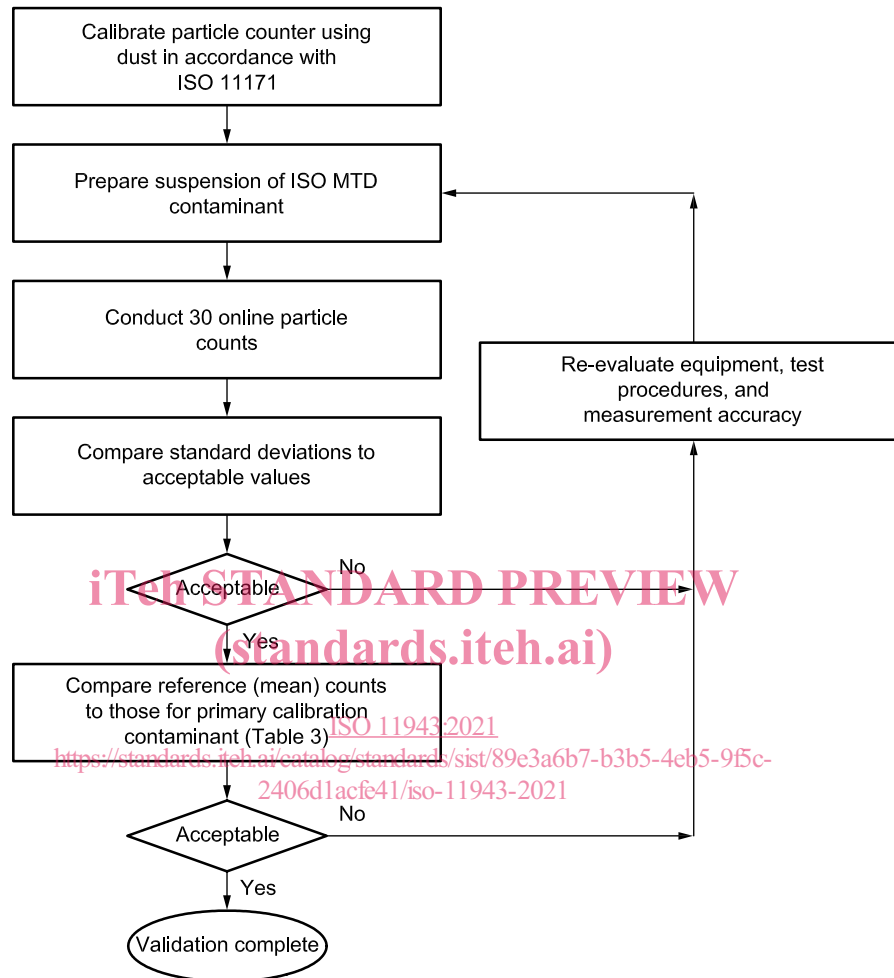 Calibrate particle counter using
dust in accordance with
ISO 11171
Prepare suspension of ISO MTD
contaminant
Conduct 30 online particle
counts
Re-evaluate equipment, test
procedures, and
measurement accuracy
Compare standard deviations to
acceptable values
No
Acceptable
iTeh STANDARD PREVIEW
Yes
(standards.iteh.ai)
Compare reference (mean) counts
to those for primary calibration
contaminant (Table 3)
ISO 11943:2021
https://standards.iteh.ai/catalog/standards/sist/89e3a6b7-b3b5-4eb5-9f5c-
2406d1acfe41/iso-11943-2021
No
Acceptable
Yes
Validation complete